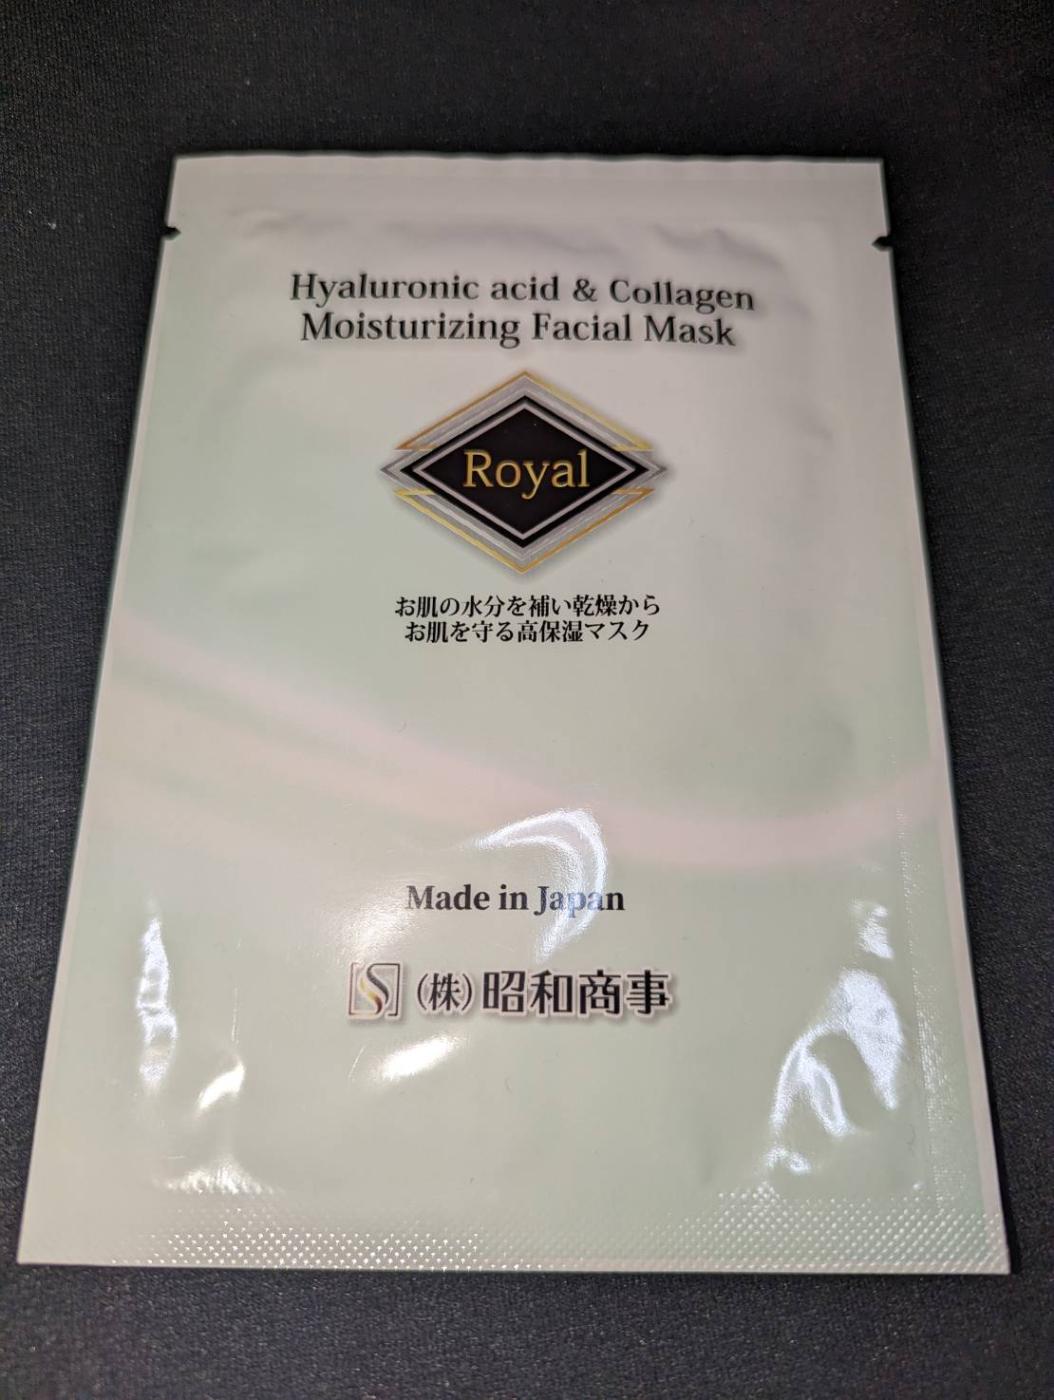 Hyaluronic acid & Collagen
Moisturizing Facial Mask
Royal
お肌の水分を補い乾燥から
お肌を守る高保湿マスク
Made in Japan
[S] (株)昭和商事